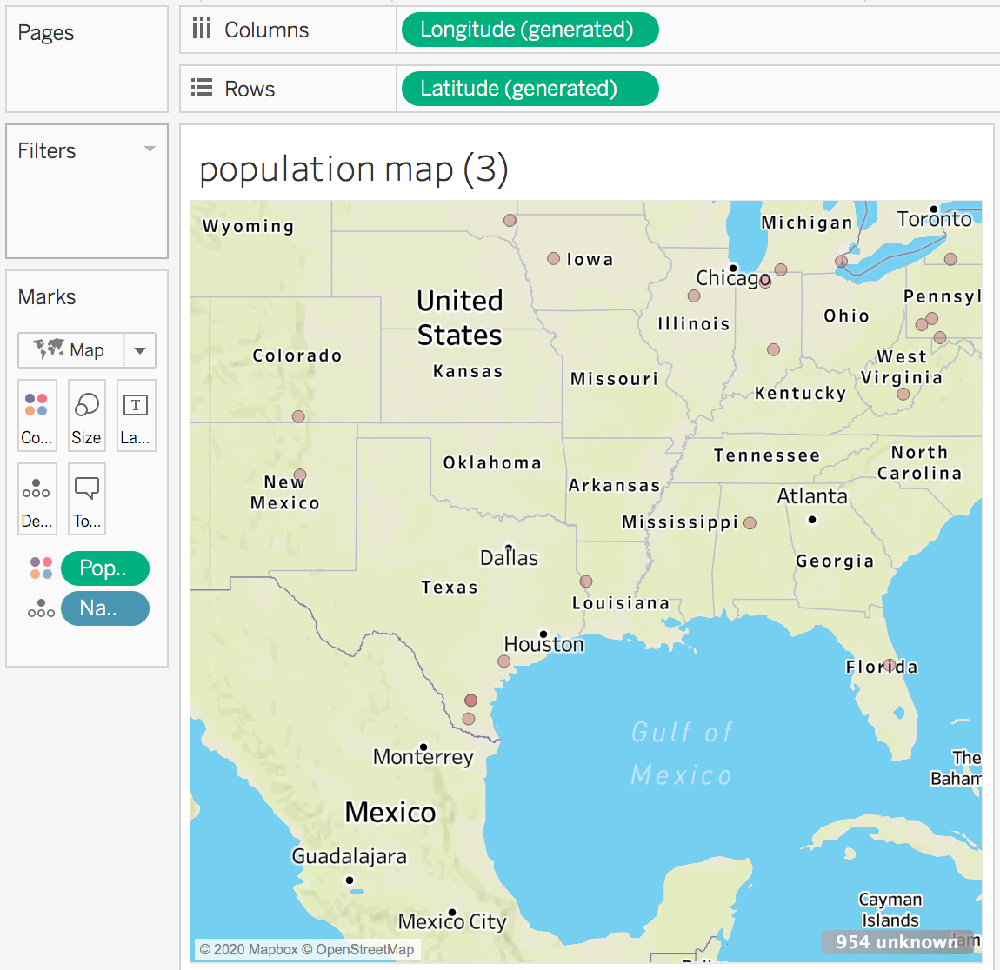 Pages
Columns
Longitude (generated)
Rows
Latitude (generated)
Filters
Marks
Map
Co...
Size
T
La...
De...
To...
Pop..
Na..
population map (3)
Wyoming
Michigan
Toronto
Iowa
Chicago
United
States
Illinois
Ohio
Pennsyl
Colorado
Kansas
Missouri
Kentucky
West
Virginia
Oklahoma
Tennessee
North
Carolina
New
Mexico
Arkansas
Atlanta
Mississippi
Dallas
Georgia
Texas
Louisiana
Houston
Florida
Gulf of
Mexico
Monterrey
The
Baham
Mexico
Guadalajara
Mexico City
Cayman
Islands
954 unknown
© 2020 Mapbox © OpenStreetMap